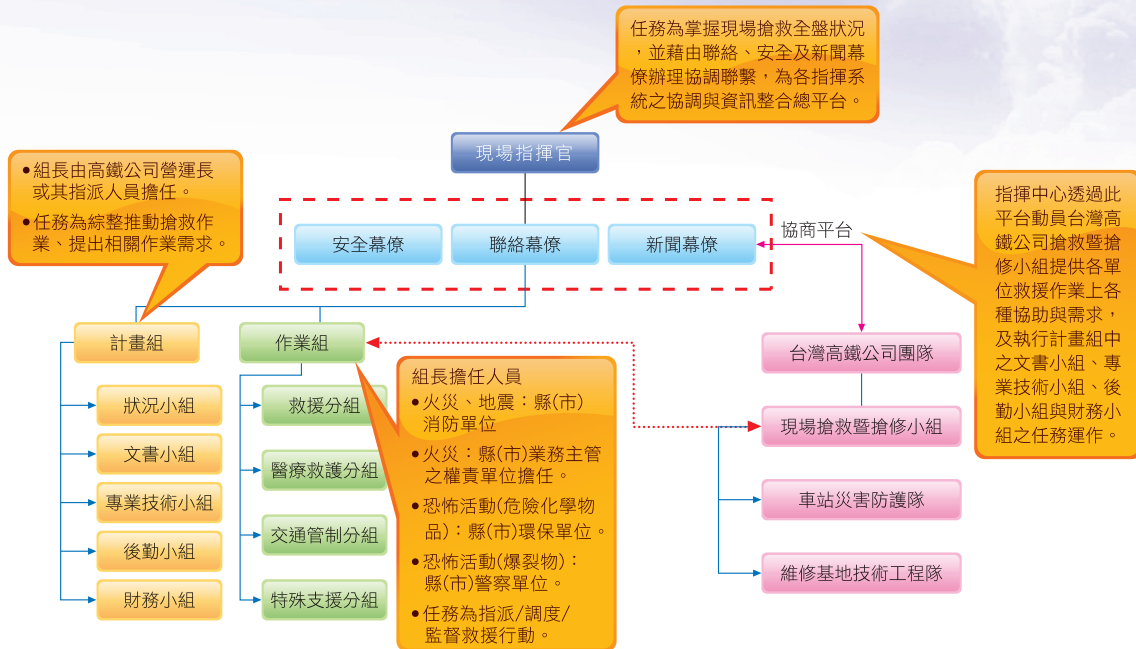 任務為掌握現場搶救全盤狀況
，並藉由聯絡、安全及新聞幕
僚辦理協調聯繫，為各指揮系
統之協調與資訊整合總平台。
現場指揮官
•組長由高鐵公司營運長
或其指派人員擔任。
•任務為綜整推動搶救作
業、提出相關作業需求。
安全幕僚
聯絡幕僚
新聞幕僚
協商平台
指揮中心透過此
平台動員台灣高
鐵公司搶救暨搶
修小組提供各單
位救援作業上各
種協助與需求，
及執行計畫組中
之文書小組、專
業技術小組、後
勤小組與財務小
組之任務運作。
計畫組
狀況小組
文書小組
專業技術小組
後勤小組
財務小組
作業組
救援分組
醫療救護分組
交通管制分組
特殊支援分組
組長擔任人員
•火災、地震：縣(市)
消防單位
•火災：縣(市)業務主管
之權責單位擔任。
•恐怖活動(危險化學物
品)：縣(市)環保單位。
•恐怖活動(爆裂物)：
縣(市)警察單位。
•任務為指派/調度/
監督救援行動。
台灣高鐵公司團隊
現場搶救暨搶修小組
車站災害防護隊
維修基地技術工程隊